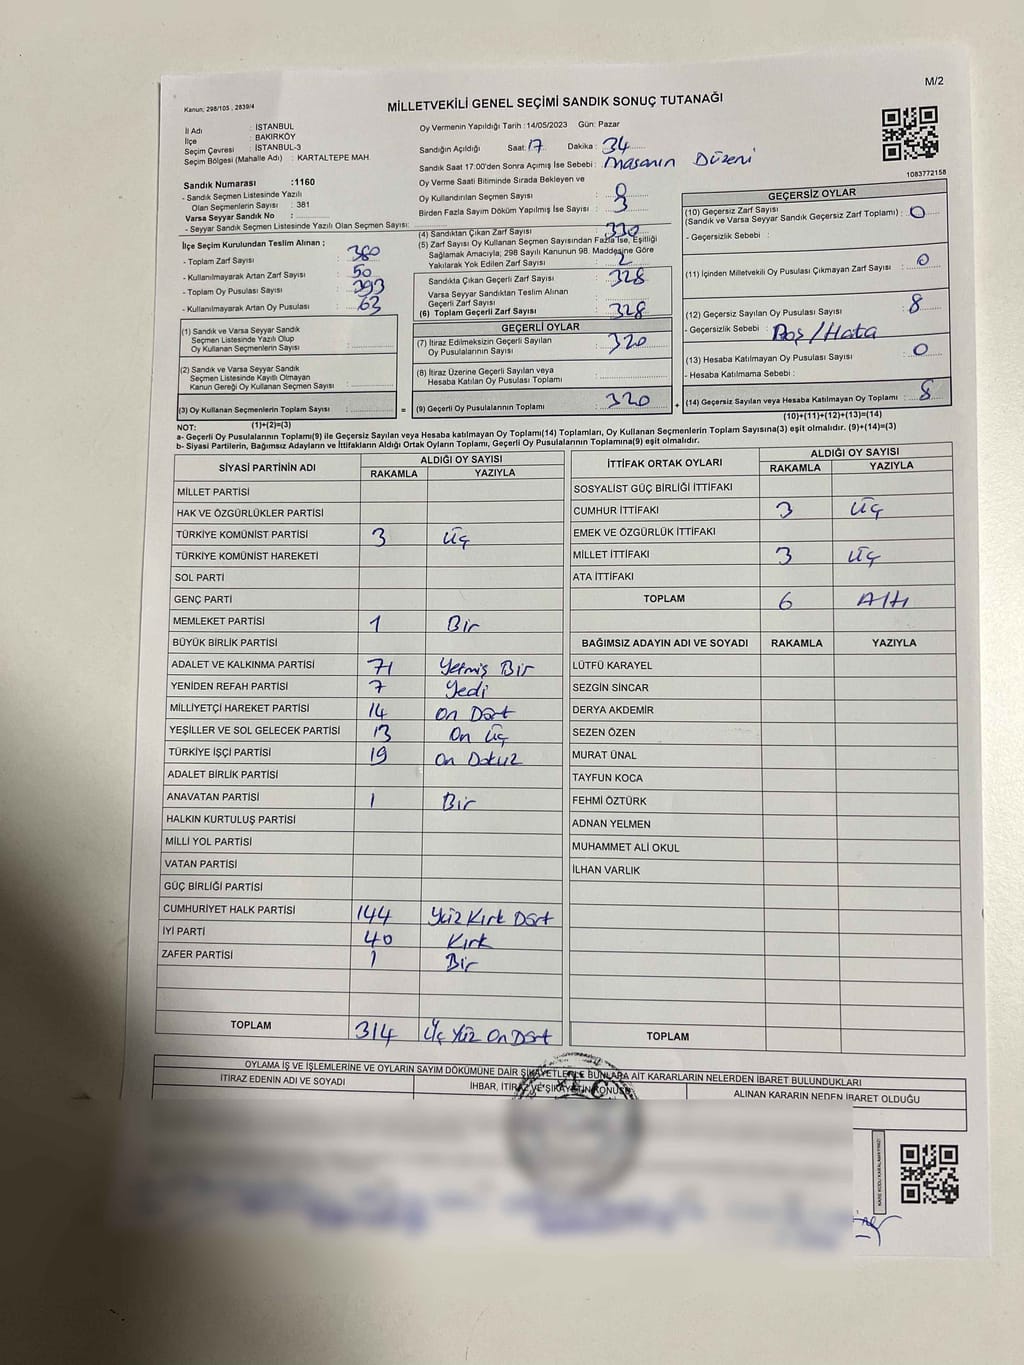 M/2
Kanun; 298/105 , 2839/4
MİLLETVEKİLİ GENEL SEÇİMİ SANDIK SONUÇ TUTANAĞI
İl Adı : İSTANBUL
İlçe : BAKIRKÖY
Seçim Çevresi : İSTANBUL-3
Seçim Bölgesi (Mahalle Adı) : KARTALTEPE MAH.
Sandık Numarası :1160
- Sandık Seçmen Listesinde Yazılı
Olan Seçmenlerin Sayısı : 381
Varsa Seyyar Sandık No :
- Seyyar Sandık Seçmen Listesinde Yazılı Olan Seçmen Sayısı:
Oy Vermenin Yapıldığı Tarih :14/05/2023 Gün: Pazar
Sandığın Açıldığı Saat: 17 Dakika : 34
Sandık Saat 17.00'den Sonra Açımış İse Sebebi : Masanın Düzeni
Oy Verme Saati Bitiminde Sırada Bekleyen ve
Oy Kullandırılan Seçmen Sayısı : 0
Birden Fazla Sayım Döküm Yapılmış İse Sayısı : 3
1083772158
İlçe Seçim Kurulundan Teslim Alınan ;
- Toplam Zarf Sayısı : 380
- Kullanılmayarak Artan Zarf Sayısı : 50
- Toplam Oy Pusulası Sayısı : 393
- Kullanılmayarak Artan Oy Pusulası : 63
(1) Sandık ve Varsa Seyyar Sandık
Seçmen Listesinde Yazılı Olup
Oy Kullanan Seçmenlerin Sayısı :
(2) Sandık ve Varsa Seyyar Sandık
Seçmen Listesinde Kayıtlı Olmayan
Kanun Gereği Oy Kullanan Seçmen Sayısı :
(3) Oy Kullanan Seçmenlerin Toplam Sayısı : =
(1)+(2)=(3)
(4) Sandıktan Çıkan Zarf Sayısı : 330
(5) Zarf Sayısı Oy Kullanan Seçmen Sayısından Fazla İse, Eşitliği
Sağlamak Amacıyla; 298 Sayılı Kanunun 98. Maddesine Göre
Yakılarak Yok Edilen Zarf Sayısı : 2
Sandıkta Çıkan Geçerli Zarf Sayısı : 328
Varsa Seyyar Sandıktan Teslim Alınan
Geçerli Zarf Sayısı :
(6) Toplam Geçerli Zarf Sayısı : 328
GEÇERLİ OYLAR
(7) İtiraz Edilmeksizin Geçerli Sayılan
Oy Pusulalarının Sayısı : 320
(8) İtiraz Üzerine Geçerli Sayılan veya
Hesaba Katılan Oy Pusulası Toplamı :
(9) Geçerli Oy Pusulalarının Toplamı : 320 +
GEÇERSİZ OYLAR
(10) Geçersiz Zarf Sayısı
(Sandık ve Varsa Seyyar Sandık Geçersiz Zarf Toplamı) : 0
- Geçersizlik Sebebi :
(11) İçinden Milletvekili Oy Pusulası Çıkmayan Zarf Sayısı : 0
(12) Geçersiz Sayılan Oy Pusulası Sayısı : 8
- Geçersizlik Sebebi : Boş/Hata
(13) Hesaba Katılmayan Oy Pusulası Sayısı : 0
- Hesaba Katılmama Sebebi :
(14) Geçersiz Sayılan veya Hesaba Katılmayan Oy Toplamı : 8
(10)+(11)+(12)+(13)=(14)
NOT:
a- Geçerli Oy Pusulalarının Toplamı(9) ile Geçersiz Sayılan veya Hesaba katılmayan Oy Toplamı(14) Toplamları, Oy Kullanan Seçmenlerin Toplam Sayısına(3) eşit olmalıdır. (9)+(14)=(3)
b- Siyasi Partilerin, Bağımsız Adayların ve İttifakların Aldığı Ortak Oyların Toplamı, Geçerli Oy Pusulalarının Toplamına(9) eşit olmalıdır.
SİYASİ PARTİNİN ADI ALDIĞI OY SAYISI
RAKAMLA YAZIYLA
MİLLET PARTİSİ
HAK VE ÖZGÜRLÜKLER PARTİSİ
TÜRKİYE KOMÜNİST PARTİSİ 3 Üç
TÜRKİYE KOMÜNİST HAREKETİ
SOL PARTİ
GENÇ PARTİ
MEMLEKET PARTİSİ 1 Bir
BÜYÜK BİRLİK PARTİSİ
ADALET VE KALKINMA PARTİSİ 71 Yetmiş Bir
YENİDEN REFAH PARTİSİ 7 Yedi
MİLLİYETÇİ HAREKET PARTİSİ 14 On Dört
YEŞİLLER VE SOL GELECEK PARTİSİ 13 On Üç
TÜRKİYE İŞÇİ PARTİSİ 19 On Dokuz
ADALET BİRLİK PARTİSİ
ANAVATAN PARTİSİ 1 Bir
HALKIN KURTULUŞ PARTİSİ
MİLLİ YOL PARTİSİ
VATAN PARTİSİ
GÜÇ BİRLİĞİ PARTİSİ
CUMHURİYET HALK PARTİSİ 144 Yüz Kırk Dört
İYİ PARTİ 40 Kırk
ZAFER PARTİSİ 1 Bir
TOPLAM 314 Üç Yüz On Dört
İTTİFAK ORTAK OYLARI ALDIĞI OY SAYISI
RAKAMLA YAZIYLA
SOSYALİST GÜÇ BİRLİĞİ İTTİFAKI
CUMHUR İTTİFAKI 3 Üç
EMEK VE ÖZGÜRLÜK İTTİFAKI
MİLLET İTTİFAKI 3 Üç
ATA İTTİFAKI
TOPLAM 6 Altı
BAĞIMSIZ ADAYIN ADI VE SOYADI RAKAMLA YAZIYLA
LÜTFÜ KARAYEL
SEZGİN SİNCAR
DERYA AKDEMİR
SEZEN ÖZEN
MURAT ÜNAL
TAYFUN KOCA
FEHMİ ÖZTÜRK
ADNAN YELMEN
MUHAMMET ALİ OKUL
İLHAN VARLIK
TOPLAM
OYLAMA İŞ VE İŞLEMLERİNE VE OYLARIN SAYIM DÖKÜMÜNE DAİR ŞİKAYETLERLE BUNLARA AİT KARARLARIN NELERDEN İBARET BULUNDUKLARI
İTİRAZ EDENİN ADI VE SOYADI İHBAR, İTİRAZ VE ŞİKAYETİN KONUSU ALINAN KARARIN NEDEN İBARET OLDUĞU
KARE KODU KARALAMAYINIZ!